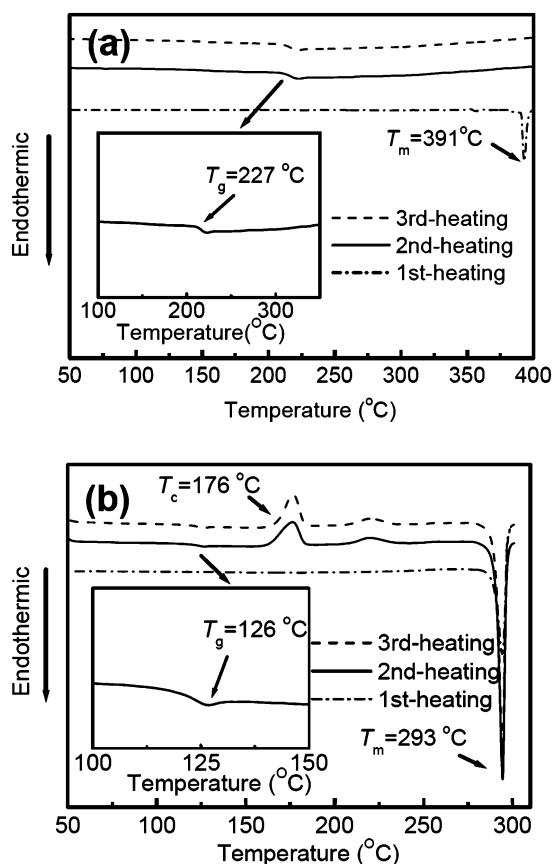 (a)
Tm=391°C
Endothermic
Tg=227 °C
3rd-heating
2nd-heating
1st-heating
100 200 300
Temperature(°C)
50 100 150 200 250 300 350 400
Temperature (°C)
(b)
Tc=176 °C
Endothermic
Tg=126 °C
3rd-heating
2nd-heating
1st-heating
Tm=293 °C
100 125 150
Temperature (°C)
50 100 150 200 250 300
Temperature (°C)